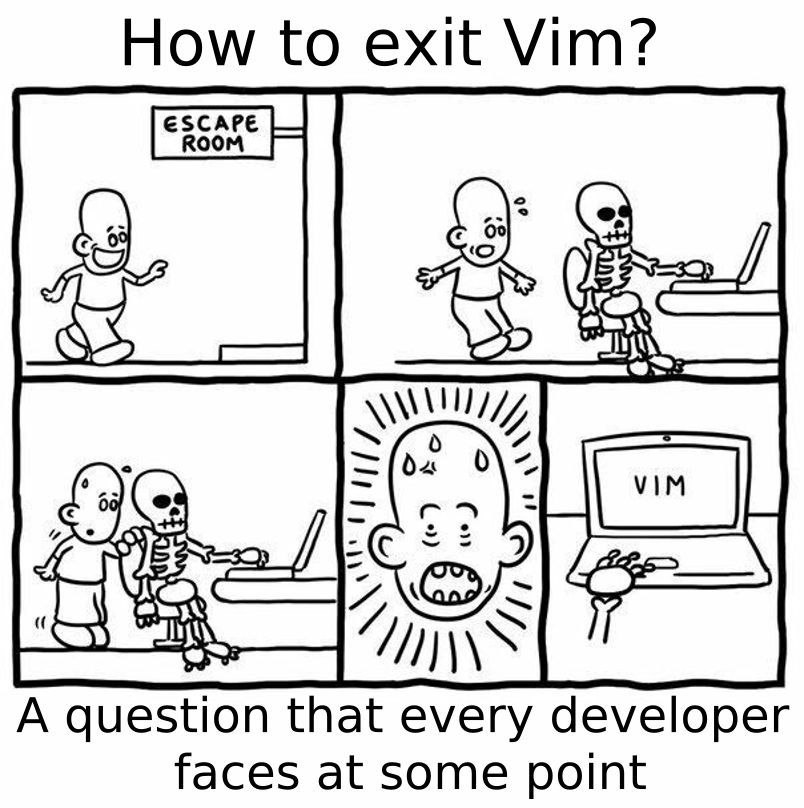 How to exit Vim?
ESCAPE
ROOM
VIM
A question that every developer
faces at some point